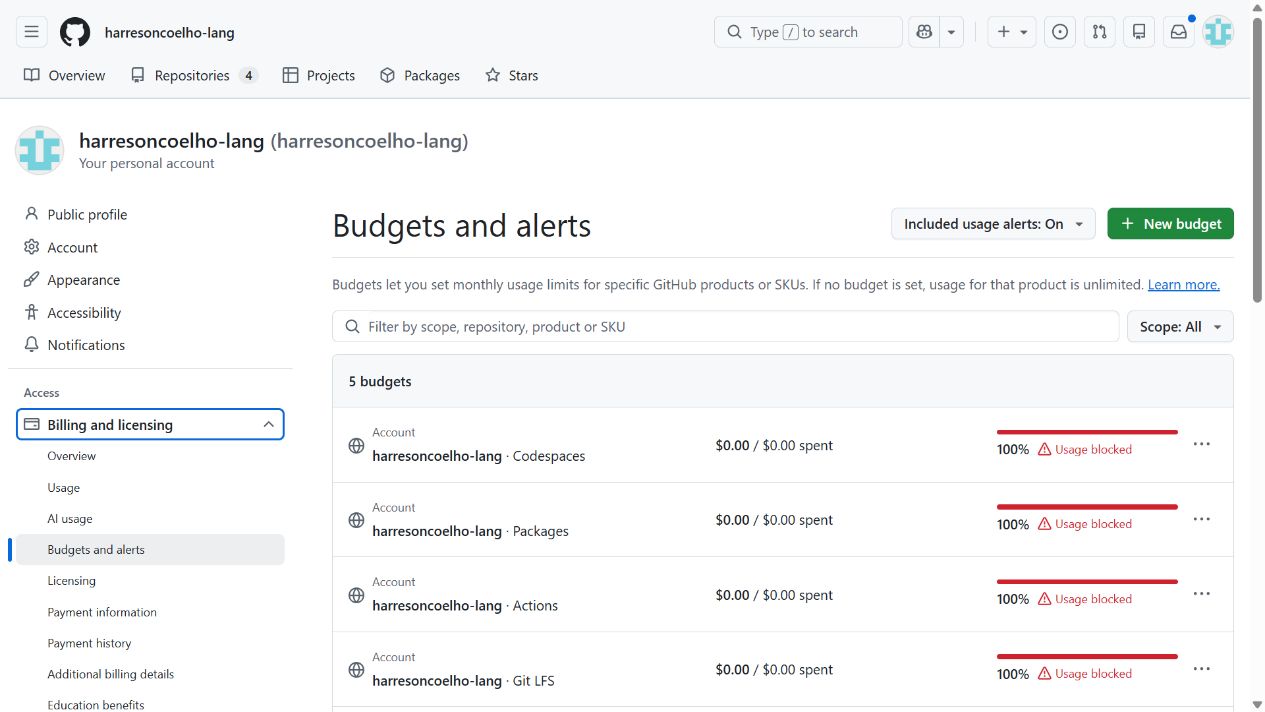 harresoncoelho-lang
Type / to search
Overview
Repositories 4
Projects
Packages
Stars
harresoncoelho-lang (harresoncoelho-lang)
Your personal account
Public profile
Account
Appearance
Accessibility
Notifications
Access
Billing and licensing
Overview
Usage
AI usage
Budgets and alerts
Licensing
Payment information
Payment history
Additional billing details
Education benefits
Budgets and alerts
Included usage alerts: On
New budget
Budgets let you set monthly usage limits for specific GitHub products or SKUs. If no budget is set, usage for that product is unlimited. Learn more.
Filter by scope, repository, product or SKU
Scope: All
5 budgets
Account
harresoncoelho-lang · Codespaces
$0.00 / $0.00 spent
100% Usage blocked
Account
harresoncoelho-lang · Packages
$0.00 / $0.00 spent
100% Usage blocked
Account
harresoncoelho-lang · Actions
$0.00 / $0.00 spent
100% Usage blocked
Account
harresoncoelho-lang · Git LFS
$0.00 / $0.00 spent
100% Usage blocked